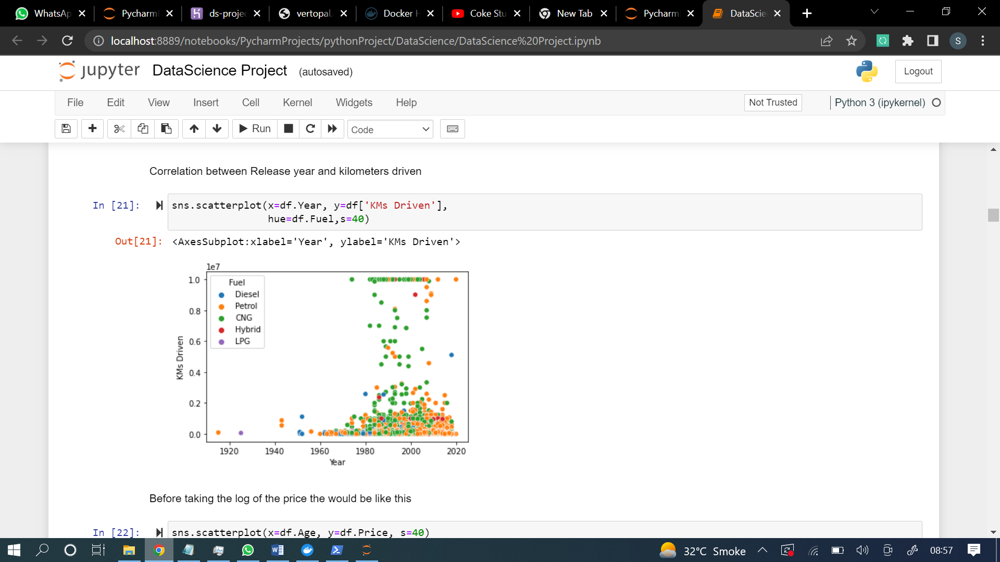 WhatsAp
Pycharm
ds-projec
vertopal.
Docker H
Coke Stu
New Tab
Pycharm
DataScie
localhost:8889/notebooks/PycharmProjects/pythonProject/DataScience/DataScience%20Project.ipynb
S
jupyter DataScience Project (autosaved)
Logout
File Edit View Insert Cell Kernel Widgets Help
Not Trusted
Python 3 (ipykernel)
Run
Code
Correlation between Release year and kilometers driven
In [21]: sns.scatterplot(x=df.Year, y=df['KMs Driven'],
hue=df.Fuel,s=40)
Out[21]: <AxesSubplot:xlabel='Year', ylabel='KMs Driven'>
1e7
1.0
0.8
0.6
0.4
0.2
0.0
KMs Driven
Fuel
Diesel
Petrol
CNG
Hybrid
LPG
1920 1940 1960 1980 2000 2020
Year
Before taking the log of the price the would be like this
In [22]: sns.scatterplot(x=df.Age, y=df.Price, s=40)
32°C Smoke
08:57